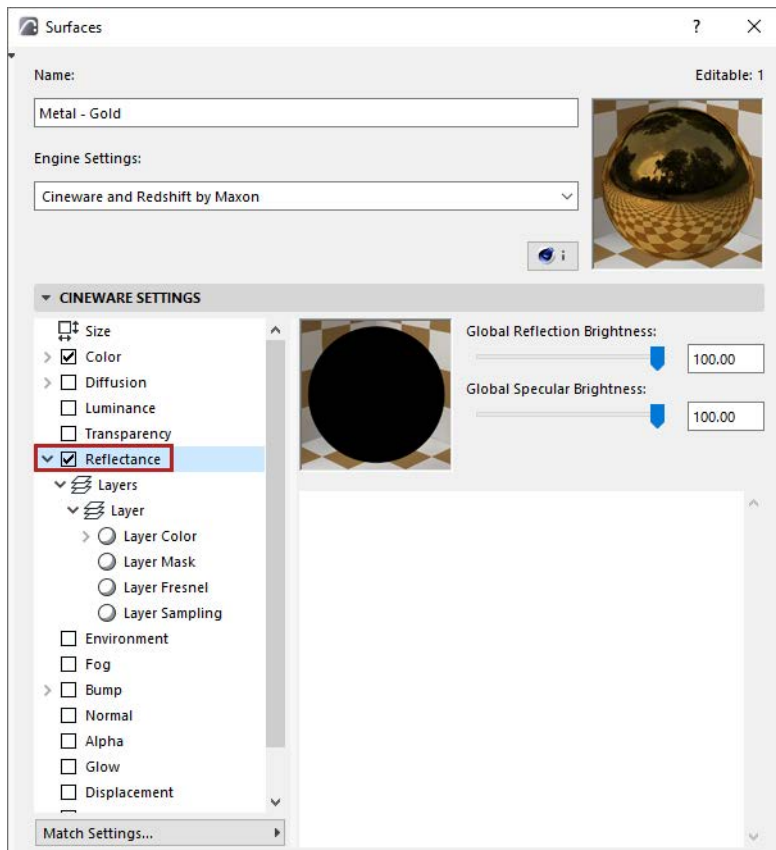 Surfaces
?
Name:
Editable: 1
Metal - Gold
Engine Settings:
Cineware and Redshift by Maxon
i
CINEWARE SETTINGS
Size
Color
Diffusion
Luminance
Transparency
Reflectance
Layers
Layer
Layer Color
Layer Mask
Layer Fresnel
Layer Sampling
Environment
Fog
Bump
Normal
Alpha
Glow
Displacement
Match Settings...
Global Reflection Brightness:
100.00
Global Specular Brightness:
100.00